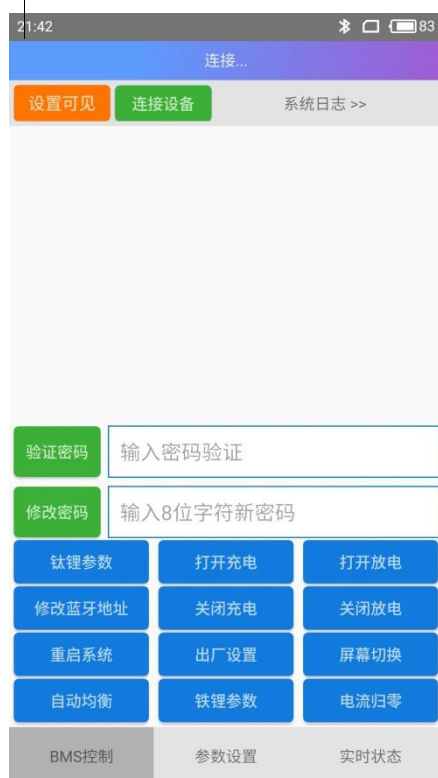 21:42 83
连接...
设置可见 连接设备 系统日志 >>
验证密码 输入密码验证
修改密码 输入8位字符新密码
钛锂参数 打开充电 打开放电
修改蓝牙地址 关闭充电 关闭放电
重启系统 出厂设置 屏幕切换
自动均衡 铁锂参数 电流归零
BMS控制 参数设置 实时状态